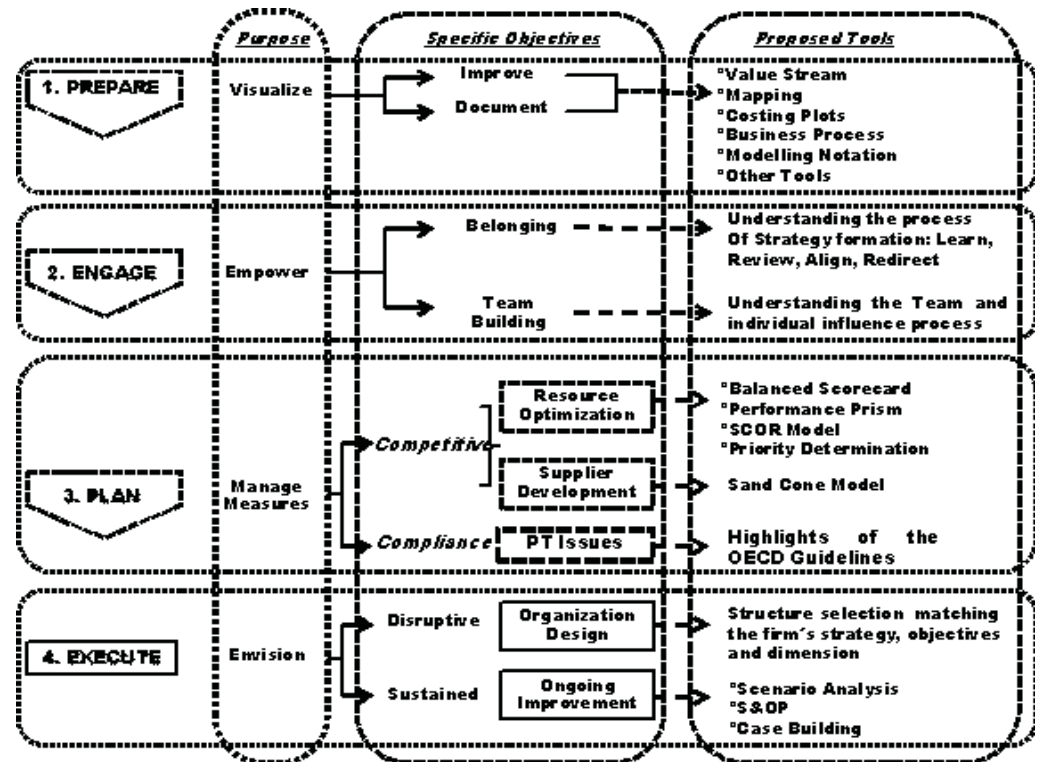 Purpose
Specific Objectives
Proposed Tools
1. PREPARE
Visualize
Improve
Document
°Value Stream
°Mapping
°Costing Plots
°Business Process
°Modelling Notation
°Other Tools
2. ENGAGE
Empower
Belonging
Understanding the process
Of Strategy formation: Learn,
Review, Align, Redirect
Team
Building
Understanding the Team and
individual influence process
3. PLAN
Manage
Measures
Competitive
Resource
Optimization
°Balanced Scorecard
°Performance Prism
°SCOR Model
°Priority Determination
Supplier
Development
Sand Cone Model
Compliance
PT Issues
Highlights of the
OECD Guidelines
4. EXECUTE
Envision
Disruptive
Organization
Design
Structure selection matching
the firm´s strategy, objectives
and dimension
Sustained
Ongoing
Improvement
°Scenario Analysis
°S&OP
°Case Building